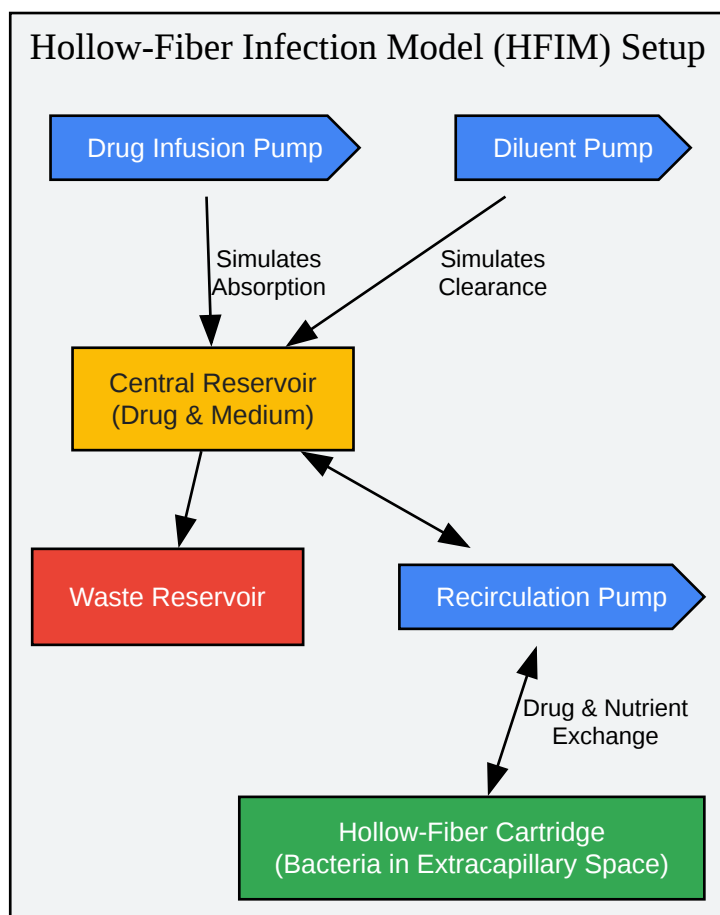 Hollow-Fiber Infection Model (HFIM) Setup
Drug Infusion Pump
Diluent Pump
Simulates
Absorption
Simulates
Clearance
Central Reservoir
(Drug & Medium)
Waste Reservoir
Recirculation Pump
Drug & Nutrient
Exchange
Hollow-Fiber Cartridge
(Bacteria in Extracapillary Space)